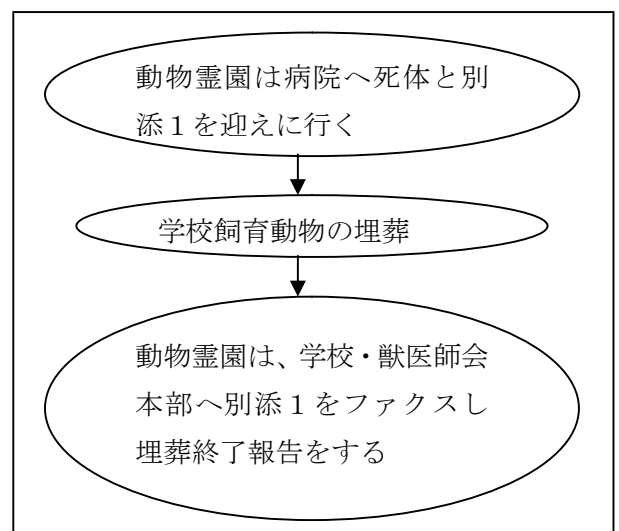 動物霊園は病院へ死体と別
添１を迎えに行く
学校飼育動物の埋葬
動物霊園は、学校・獣医師会
本部へ別添１をファクスし
埋葬終了報告をする